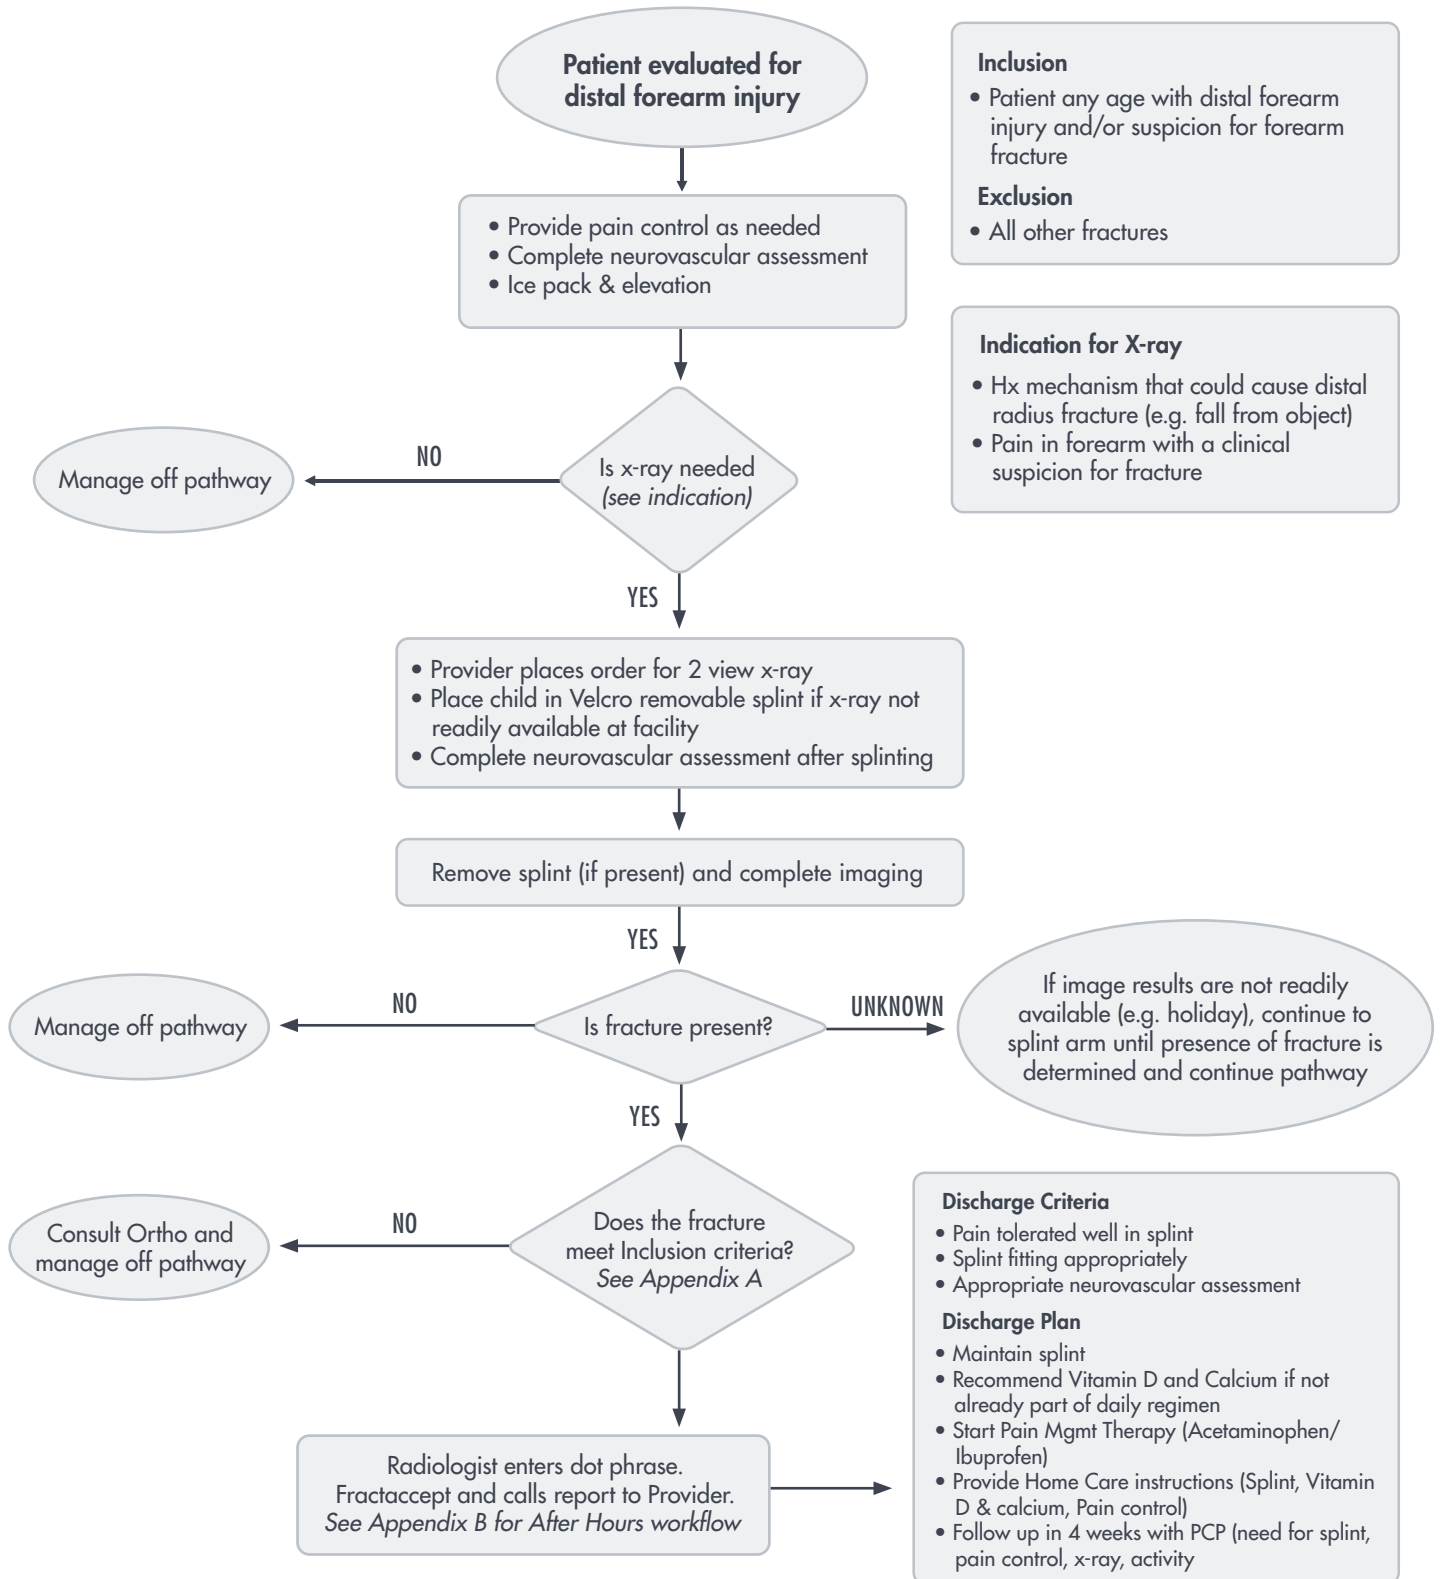 Patient evaluated for
distal forearm injury
Inclusion
• Patient any age with distal forearm
injury and/or suspicion for forearm
fracture
Exclusion
• All other fractures
• Provide pain control as needed
• Complete neurovascular assessment
• Ice pack & elevation
Indication for X-ray
• Hx mechanism that could cause distal
radius fracture (e.g. fall from object)
• Pain in forearm with a clinical
suspicion for fracture
Is x-ray needed
(see indication)
NO
Manage off pathway
YES
• Provider places order for 2 view x-ray
• Place child in Velcro removable splint if x-ray not
readily available at facility
• Complete neurovascular assessment after splinting
Remove splint (if present) and complete imaging
YES
Is fracture present?
NO
Manage off pathway
UNKNOWN
If image results are not readily
available (e.g. holiday), continue to
splint arm until presence of fracture is
determined and continue pathway
YES
Does the fracture
meet Inclusion criteria?
See Appendix A
NO
Consult Ortho and
manage off pathway
Radiologist enters dot phrase.
Fractaccept and calls report to Provider.
See Appendix B for After Hours workflow
Discharge Criteria
• Pain tolerated well in splint
• Splint fitting appropriately
• Appropriate neurovascular assessment
Discharge Plan
• Maintain splint
• Recommend Vitamin D and Calcium if not
already part of daily regimen
• Start Pain Mgmt Therapy (Acetaminophen/
Ibuprofen)
• Provide Home Care instructions (Splint, Vitamin
D & calcium, Pain control)
• Follow up in 4 weeks with PCP (need for splint,
pain control, x-ray, activity